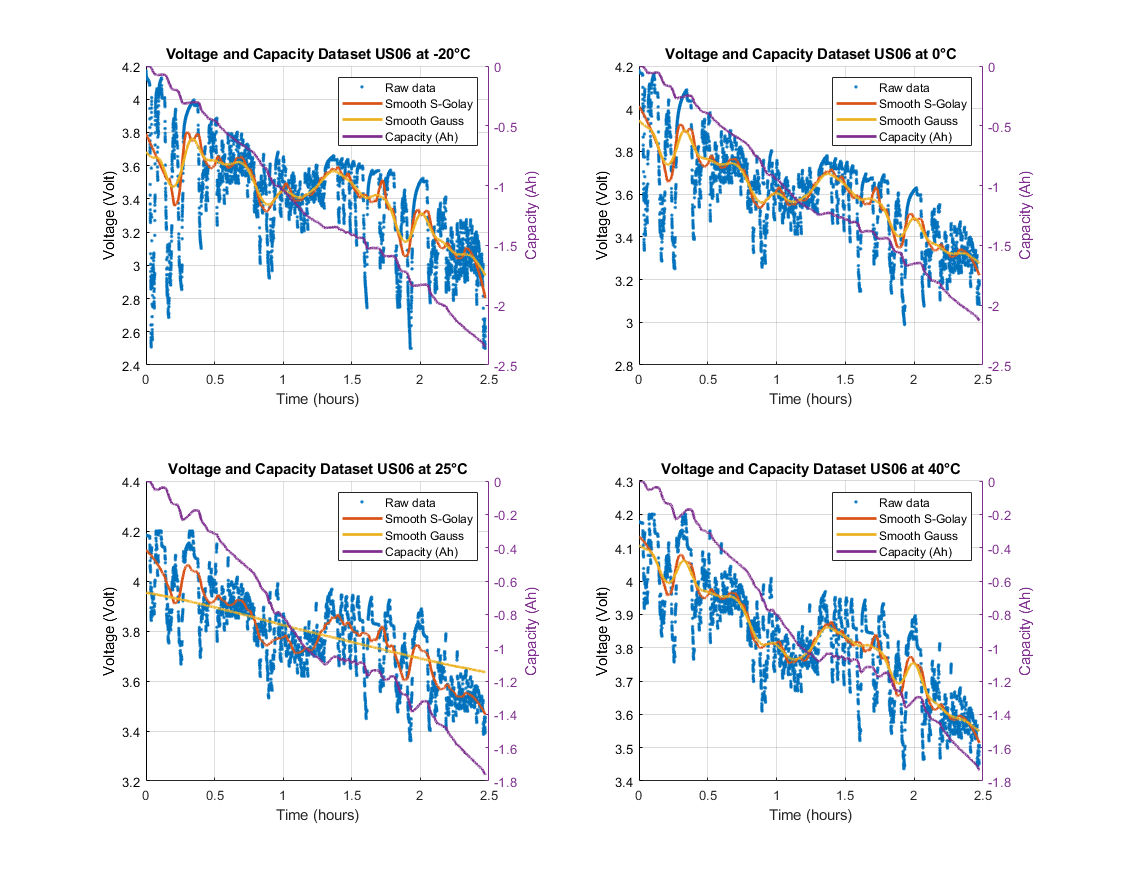 Voltage and Capacity Dataset US06 at -20°C
4.2
4
3.8
3.6
3.4
3.2
3
2.8
2.6
2.4
Voltage (Volt)
0
-0.5
-1
-1.5
-2
-2.5
Capacity (Ah)
Raw data
Smooth S-Golay
Smooth Gauss
Capacity (Ah)
0 0.5 1 1.5 2 2.5
Time (hours)
Voltage and Capacity Dataset US06 at 0°C
4.2
4
3.8
3.6
3.4
3.2
3
2.8
Voltage (Volt)
0
-0.5
-1
-1.5
-2
-2.5
Capacity (Ah)
Raw data
Smooth S-Golay
Smooth Gauss
Capacity (Ah)
0 0.5 1 1.5 2 2.5
Time (hours)
Voltage and Capacity Dataset US06 at 25°C
4.4
4.2
4
3.8
3.6
3.4
3.2
Voltage (Volt)
0
-0.2
-0.4
-0.6
-0.8
-1
-1.2
-1.4
-1.6
-1.8
Capacity (Ah)
Raw data
Smooth S-Golay
Smooth Gauss
Capacity (Ah)
0 0.5 1 1.5 2 2.5
Time (hours)
Voltage and Capacity Dataset US06 at 40°C
4.3
4.2
4.1
4
3.9
3.8
3.7
3.6
3.5
3.4
Voltage (Volt)
0
-0.2
-0.4
-0.6
-0.8
-1
-1.2
-1.4
-1.6
-1.8
Capacity (Ah)
Raw data
Smooth S-Golay
Smooth Gauss
Capacity (Ah)
0 0.5 1 1.5 2 2.5
Time (hours)